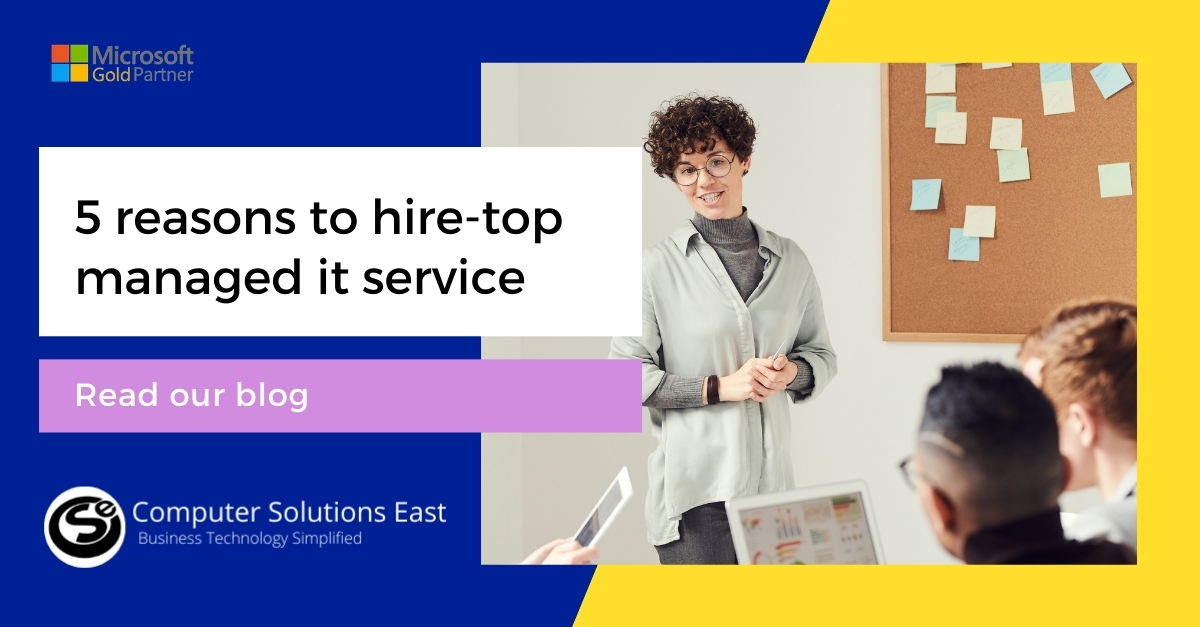 Microsoft
Gold Partner
5 reasons to hire-top
managed it service
Read our blog
Computer Solutions East
Business Technology Simplified